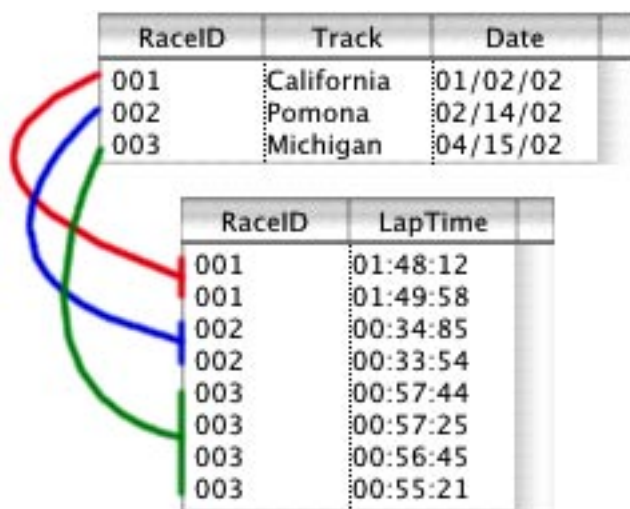 RaceID Track Date
001 California 01/02/02
002 Pomona 02/14/02
003 Michigan 04/15/02
RaceID LapTime
001 01:48:12
001 01:49:58
002 00:34:85
002 00:33:54
003 00:57:44
003 00:57:25
003 00:56:45
003 00:55:21